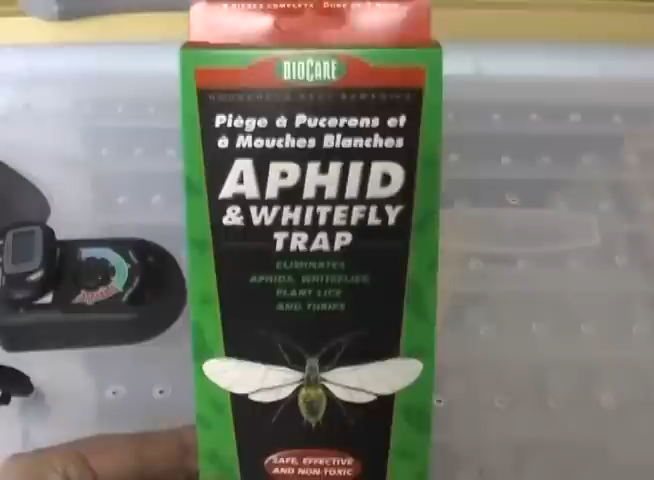 BIOCARE
Piège à Pucerons et
à Mouches Blanches
APHID
& WHITEFLY
TRAP
ELIMINATES
APHIDS, WHITEFLIES,
PLANT LICE
AND THRIPS
SAFE, EFFECTIVE
AND NON-TOXIC